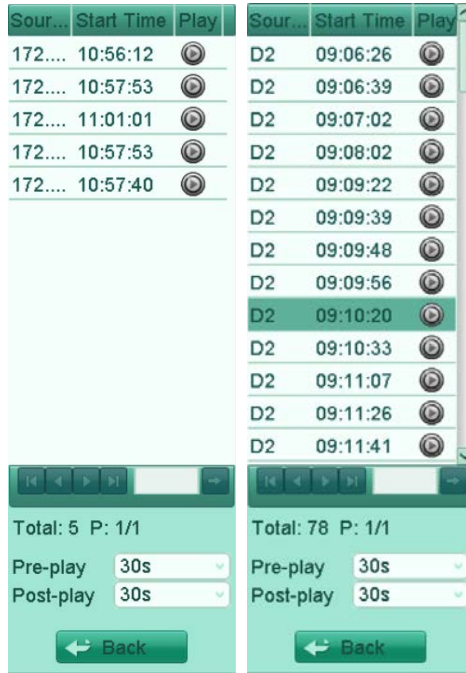 Sour... Start Time Play
172.... 10:56:12
172.... 10:57:53
172.... 11:01:01
172.... 10:57:53
172.... 10:57:40
Total: 5 P: 1/1
Pre-play 30s
Post-play 30s
Back
Sour... Start Time Play
D2 09:06:26
D2 09:06:39
D2 09:07:02
D2 09:08:02
D2 09:09:22
D2 09:09:39
D2 09:09:48
D2 09:09:56
D2 09:10:20
D2 09:10:33
D2 09:11:07
D2 09:11:26
D2 09:11:41
Total: 78 P: 1/1
Pre-play 30s
Post-play 30s
Back